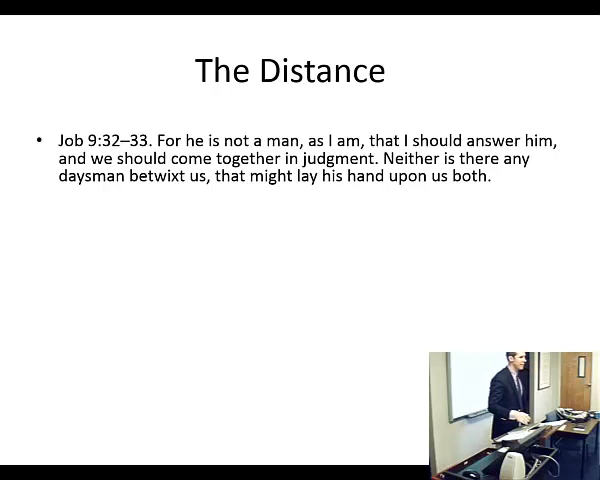 The Distance
• Job 9:32–33. For he is not a man, as I am, that I should answer him,
and we should come together in judgment. Neither is there any
daysman betwixt us, that might lay his hand upon us both.